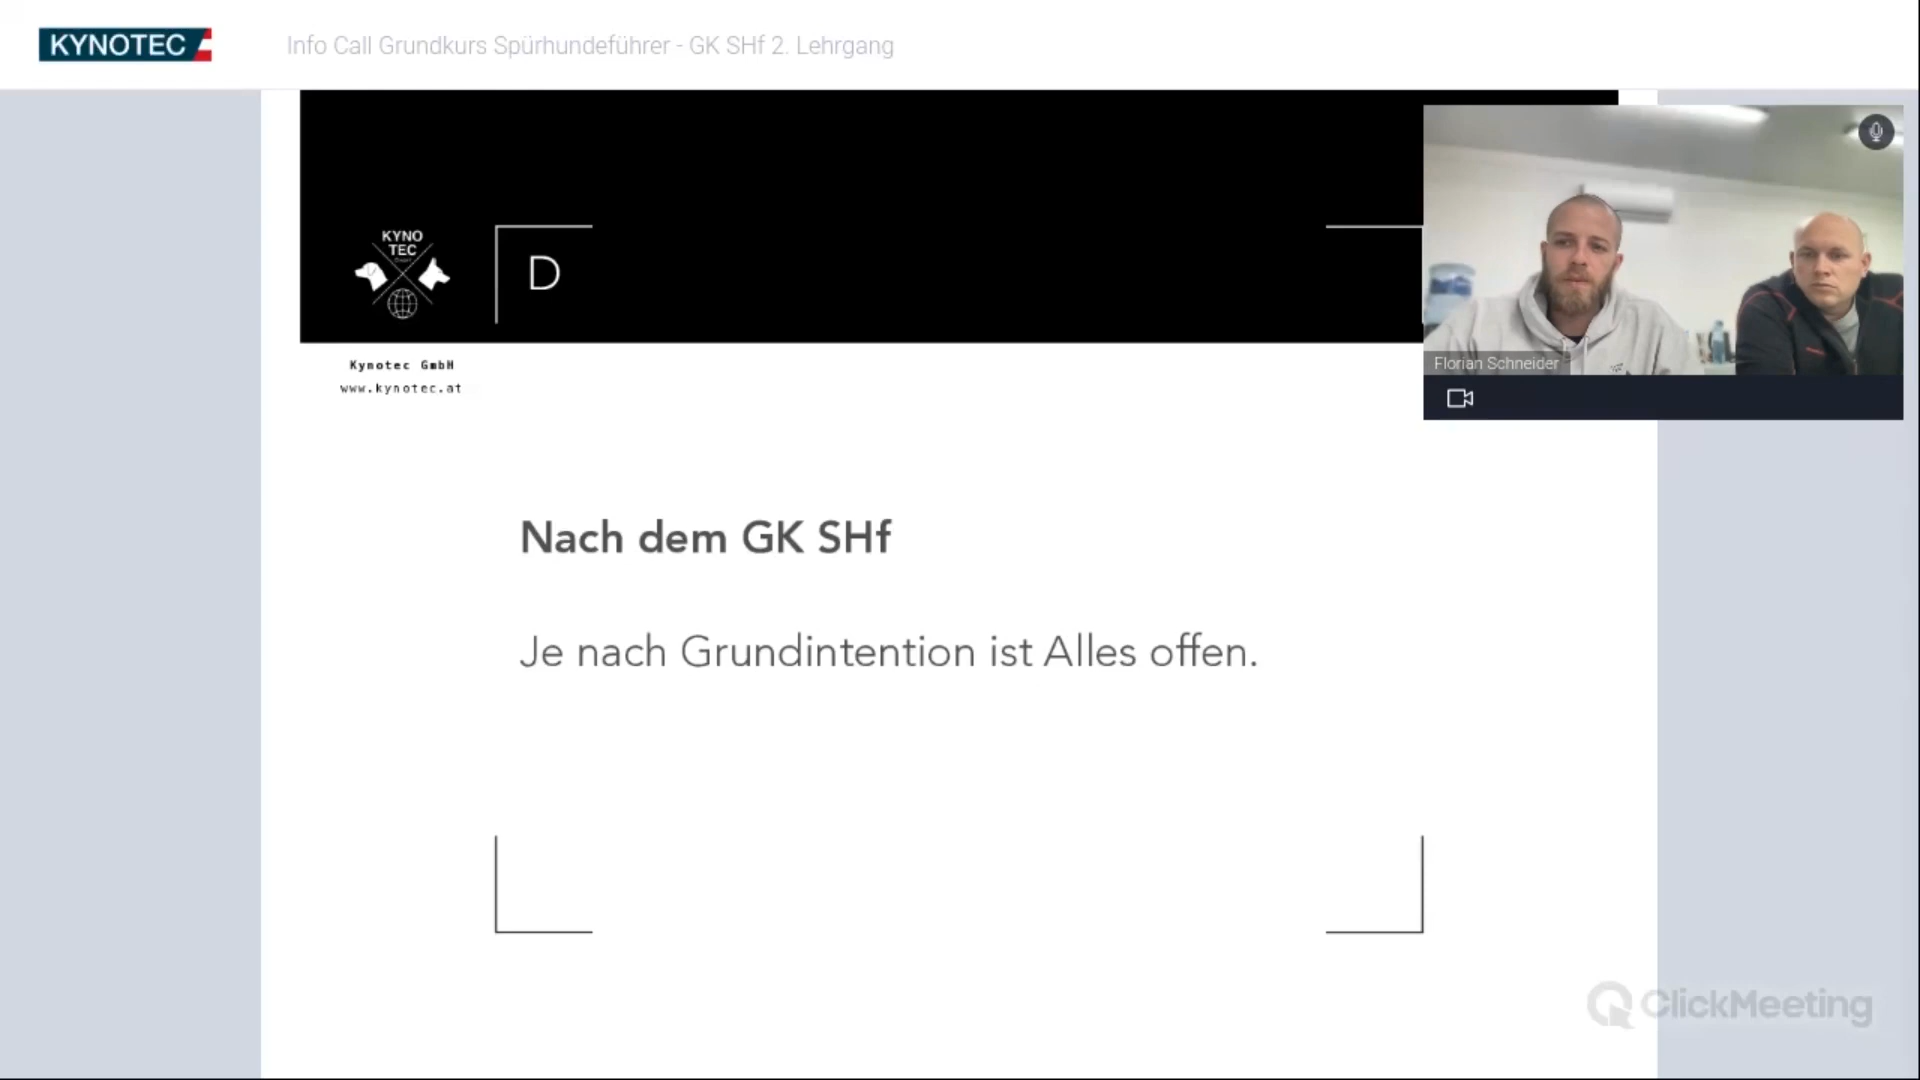 KYNOTEC
Info Call Grundkurs Spürhundeführer - GK SHf 2. Lehrgang
KYNO
TEC
D
Florian Schneider
Kynotec GmbH
www.kynotec.at
Nach dem GK SHf
Je nach Grundintention ist Alles offen.
ClickMeeting